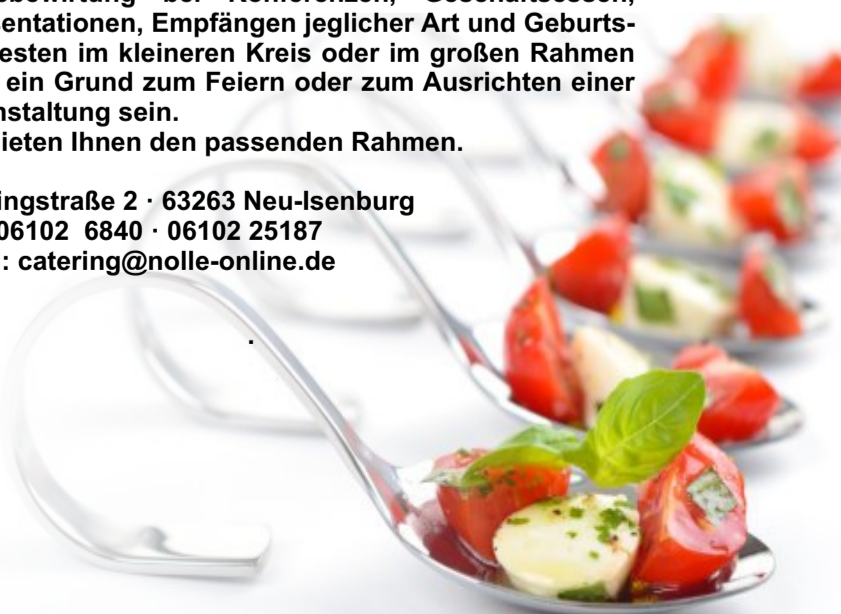 bewirtung bei Konferenzen, Geschäftsessen,
entationen, Empfängen jeglicher Art und Geburts-
esten im kleineren Kreis oder im großen Rahmen
ein Grund zum Feiern oder zum Ausrichten einer
nstaltung sein.
ieten Ihnen den passenden Rahmen.
ingstraße 2 · 63263 Neu-Isenburg
06102 6840 · 06102 25187
: catering@nolle-online.de
.